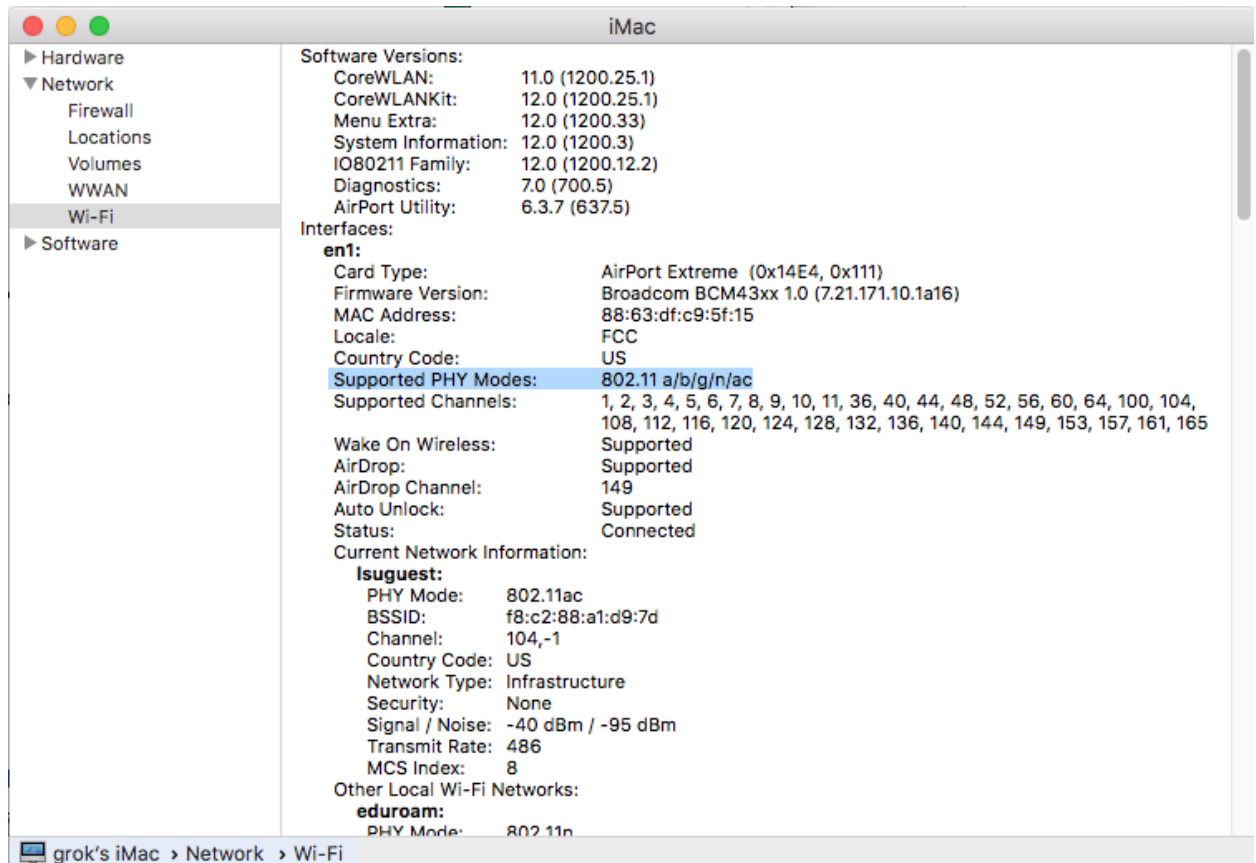 iMac
Hardware
Network
Firewall
Locations
Volumes
WWAN
Wi-Fi
Software
Software Versions:
CoreWLAN: 11.0 (1200.25.1)
CoreWLANKit: 12.0 (1200.25.1)
Menu Extra: 12.0 (1200.33)
System Information: 12.0 (1200.3)
IO80211 Family: 12.0 (1200.12.2)
Diagnostics: 7.0 (700.5)
AirPort Utility: 6.3.7 (637.5)
Interfaces:
en1:
Card Type: AirPort Extreme (0x14E4, 0x111)
Firmware Version: Broadcom BCM43xx 1.0 (7.21.171.10.1a16)
MAC Address: 88:63:df:c9:5f:15
Locale: FCC
Country Code: US
Supported PHY Modes: 802.11 a/b/g/n/ac
Supported Channels: 1, 2, 3, 4, 5, 6, 7, 8, 9, 10, 11, 36, 40, 44, 48, 52, 56, 60, 64, 100, 104,
108, 112, 116, 120, 124, 128, 132, 136, 140, 144, 149, 153, 157, 161, 165
Wake On Wireless: Supported
AirDrop: Supported
AirDrop Channel: 149
Auto Unlock: Supported
Status: Connected
Current Network Information:
lsuguest:
PHY Mode: 802.11ac
BSSID: f8:c2:88:a1:d9:7d
Channel: 104,-1
Country Code: US
Network Type: Infrastructure
Security: None
Signal / Noise: -40 dBm / -95 dBm
Transmit Rate: 486
MCS Index: 8
Other Local Wi-Fi Networks:
eduroam:
PHY Mode: 802.11n
grok's iMac › Network › Wi-Fi